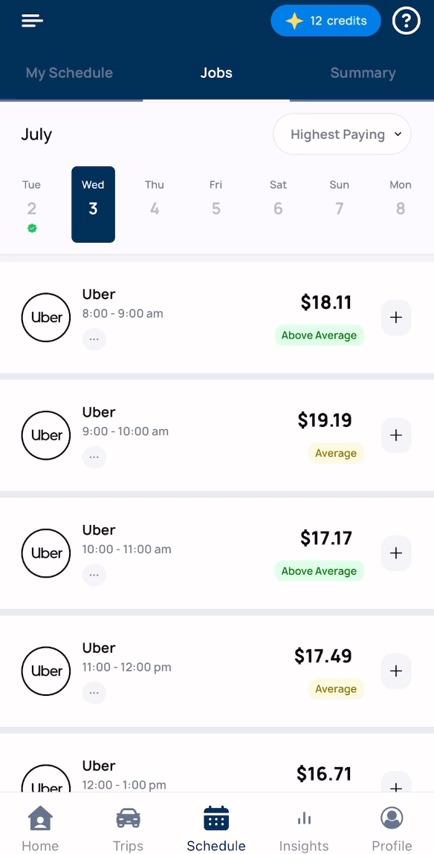 12 credits ?
My Schedule Jobs Summary
July Highest Paying
Tue Wed Thu Fri Sat Sun Mon
2 3 4 5 6 7 8
Uber
Uber
8:00 - 9:00 am
...
$18.11
Above Average
+
Uber
Uber
9:00 - 10:00 am
...
$19.19
Average
+
Uber
Uber
10:00 - 11:00 am
...
$17.17
Above Average
+
Uber
Uber
11:00 - 12:00 pm
...
$17.49
Average
+
Uber
Uber
12:00 - 1:00 pm
$16.71
+
Home Trips Schedule Insights Profile